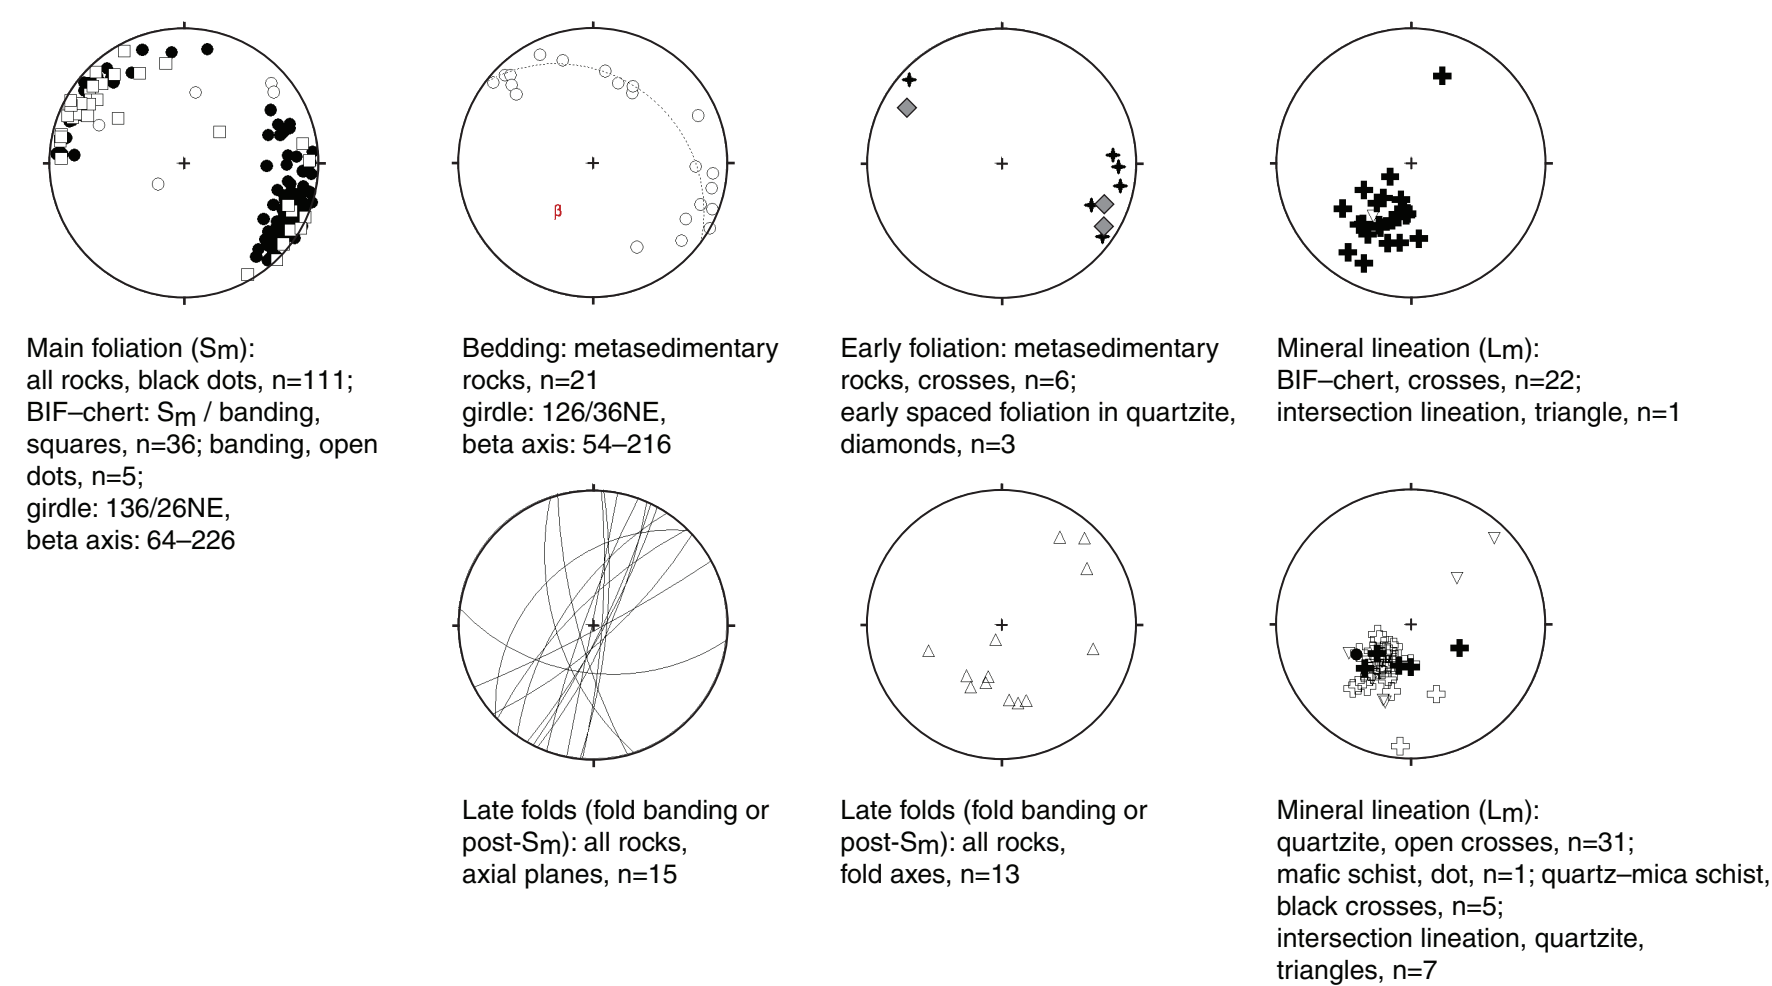 β
Main foliation (Sm):
all rocks, black dots, n=111;
BIF–chert: Sm / banding,
squares, n=36; banding, open
dots, n=5;
girdle: 136/26NE,
beta axis: 64–226
Bedding: metasedimentary
rocks, n=21
girdle: 126/36NE,
beta axis: 54–216
Early foliation: metasedimentary
rocks, crosses, n=6;
early spaced foliation in quartzite,
diamonds, n=3
Mineral lineation (Lm):
BIF–chert, crosses, n=22;
intersection lineation, triangle, n=1
Late folds (fold banding or
post-Sm): all rocks,
axial planes, n=15
Late folds (fold banding or
post-Sm): all rocks,
fold axes, n=13
Mineral lineation (Lm):
quartzite, open crosses, n=31;
mafic schist, dot, n=1; quartz–mica schist,
black crosses, n=5;
intersection lineation, quartzite,
triangles, n=7